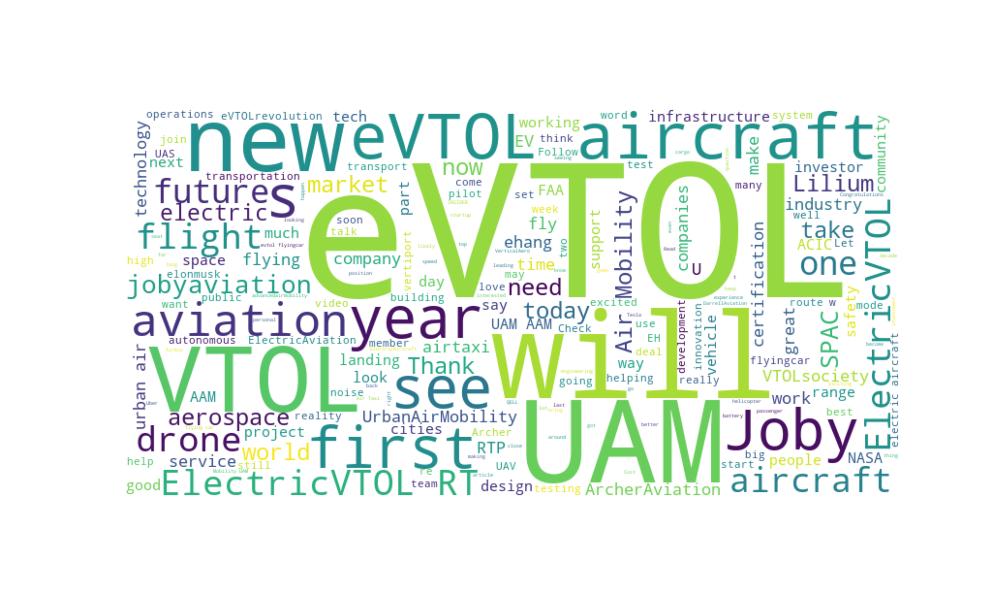 operations eVTOLrevolution tech word infrastructure system
new eVTOL aircraft
join UAS next technology
working EV think Follow
make community
transport now test
investor
transportation
futures
market part
come pilot set FAA many
Lilium
electric
soon talk
week fly
industry well
flight much
ehang two support Mobility companies
take ACIC Let
high space flying company
vertiport time
one
elonmusk
day love may need
U certification
jobyaviation
want public video building
say today excited
route w mode safety
aviation year
UAM AAM Check
Air use development innovation vehicle
great SPAC
ElectricVTOL
autonomous ElectricAviation member airtaxi
EH deal way
flyingcar
eVTOL
will
urban air
VTOL
landing Thank
look see
going helping really
VTOLsociety
AAM noise
work range
electric aircraft
aerospace reality UrbanAirMobility
best
drone project cities Archer
first
UAM
Joby
world RTP
big people NASA
help service still
UAV start
good ElectricVTOL team RT design testing ArcherAviation aircraft